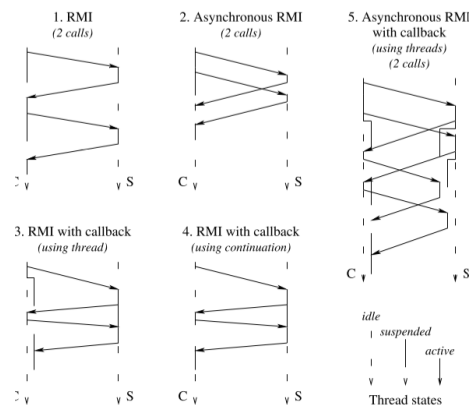 1. RMI
(2 calls)
2. Asynchronous RMI
(2 calls)
5. Asynchronous RMI
with callback
(using threads)
(2 calls)
C
S
C
S
3. RMI with callback
(using thread)
4. RMI with callback
(using continuation)
C
S
idle
suspended
active
C
S
C
S
Thread states